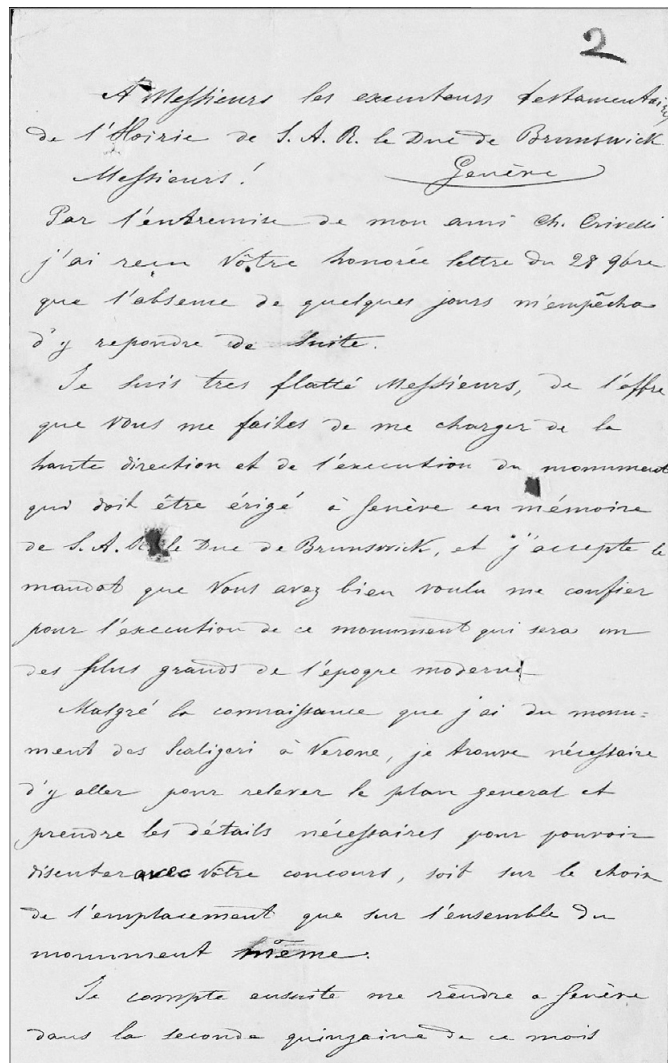 2
A Messieurs les executeurs testamentaires
de l'Hoirie de S. A. R. le Duc de Brunswick
Messieurs! Genève
Par l'entremise de mon ami Ch. Crivelli
j'ai reçu Vôtre honorée lettre du 28 9bre
que l'absence de quelques jours m'empêcha
d'y repondre de suite.
Je suis tres flatté Messieurs, de l'offre
que Vous me faites de me charger de la
haute direction et de l'execution du monument
qui doit être érigé à Genève en mémoire
de S. A. R. le Duc de Brunswick, et j'accepte le
mandat que Vous avez bien voulu me confier
pour l'execution de ce monument qui sera un
des plus grands de l'époque moderne
Malgré la connaissance que j'ai du monu=
ment des Scaligeri à Verone, je trouve nécessaire
d'y aller pour relever le plan general et
prendre les détails nécessaires pour pouvoir
discuter avec Vôtre concours, soit sur le choix
de l'emplacement que sur l'ensemble du
monument même.
Je compte ensuite me rendre a Genève
dans la seconde quinzaine de ce mois